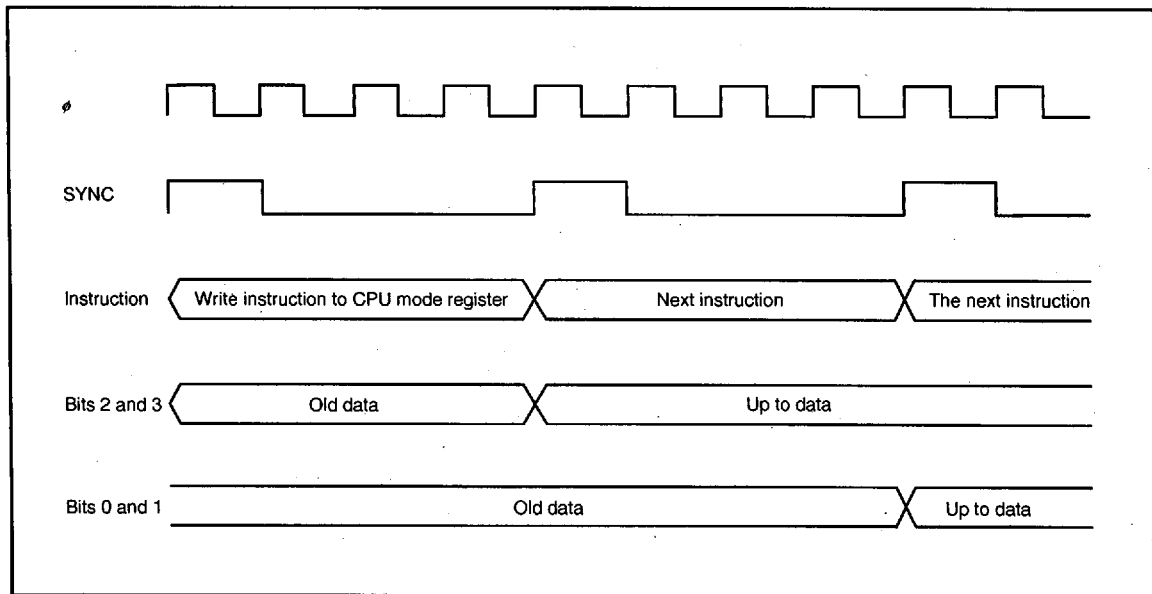 ø
SYNC
Instruction Write instruction to CPU mode register Next instruction The next instruction
Bits 2 and 3 Old data Up to data
Bits 0 and 1 Old data Up to data